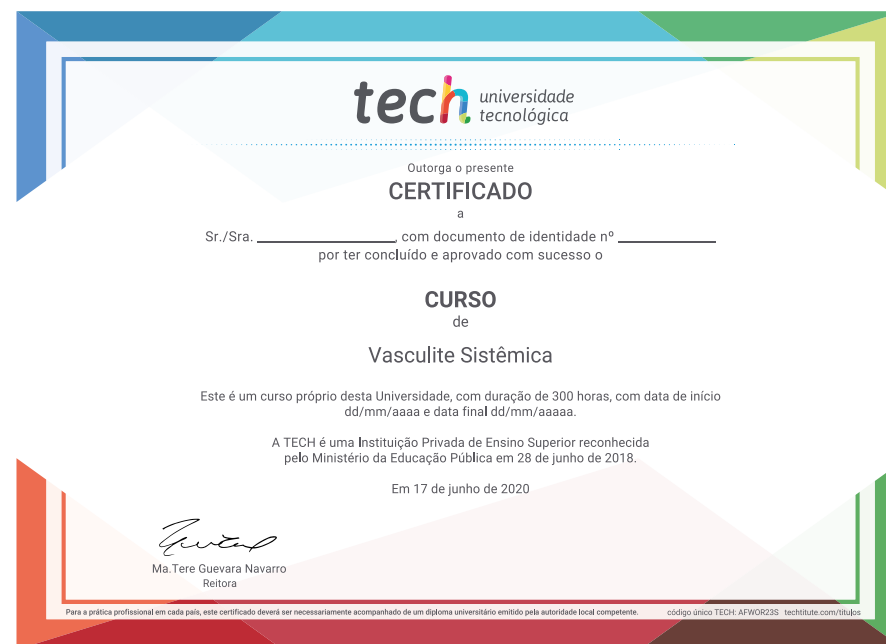 tech universidade
tecnológica
Outorga o presente
CERTIFICADO
a
Sr./Sra. ____________________, com documento de identidade nº ______________
por ter concluído e aprovado com sucesso o
CURSO
de
Vasculite Sistêmica
Este é um curso próprio desta Universidade, com duração de 300 horas, com data de início
dd/mm/aaaa e data final dd/mm/aaaaa.
A TECH é uma Instituição Privada de Ensino Superior reconhecida
pelo Ministério da Educação Pública em 28 de junho de 2018.
Em 17 de junho de 2020
Ma.Tere Guevara Navarro
Reitora
Para a prática profissional em cada país, este certificado deverá ser necessariamente acompanhado de um diploma universitário emitido pela autoridade local competente. código único TECH: AFWOR23S techtitute.com/titulos